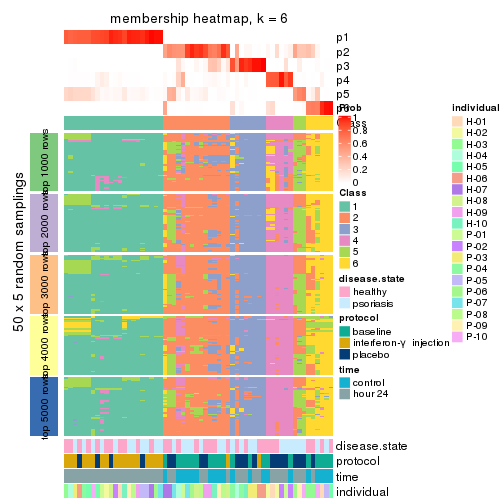 membership heatmap, k = 6
p1
p2
p3
p4
p5
Prob
1
0.8
0.6
0.4
0.2
0
50 x 5 random samplings
top 1000 rows
top 2000 rows
top 3000 rows
top 4000 rows
top 5000 rows
Class
1
2
3
4
5
6
disease.state
healthy
psoriasis
protocol
baseline
interferon-γ injection
placebo
time
control
hour 24
disease.state
protocol
time
individual
individual
H-01
H-02
H-03
H-04
H-05
H-06
H-07
H-08
H-09
H-10
P-01
P-02
P-03
P-04
P-05
P-06
P-07
P-08
P-09
P-10